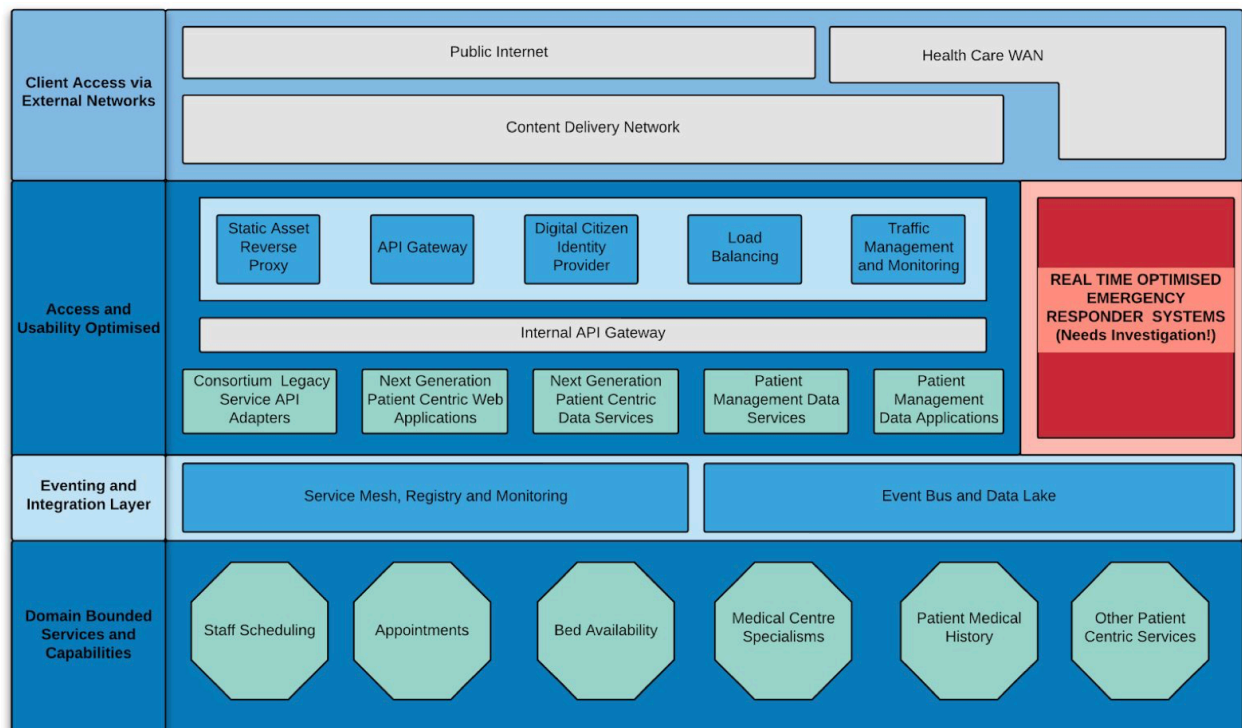 Client Access via
External Networks
Public Internet
Health Care WAN
Content Delivery Network
Access and
Usability Optimised
Static Asset
Reverse
Proxy
API Gateway
Digital Citizen
Identity
Provider
Load
Balancing
Traffic
Management
and Monitoring
Internal API Gateway
Consortium Legacy
Service API
Adapters
Next Generation
Patient Centric Web
Applications
Next Generation
Patient Centric
Data Services
Patient
Management Data
Services
Patient
Management
Data Applications
REAL TIME OPTIMISED
EMERGENCY
RESPONDER SYSTEMS
(Needs Investigation!)
Eventing and
Integration Layer
Service Mesh, Registry and Monitoring
Event Bus and Data Lake
Domain Bounded
Services and
Capabilities
Staff Scheduling
Appointments
Bed Availability
Medical Centre
Specialisms
Patient Medical
History
Other Patient
Centric Services